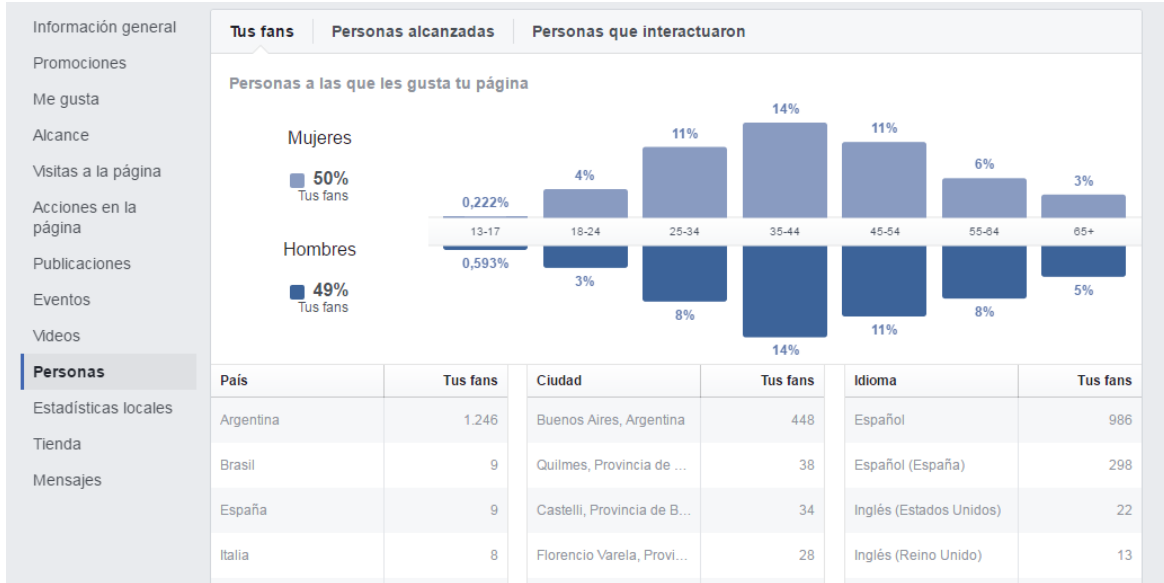 Información general
Promociones
Me gusta
Alcance
Visitas a la página
Acciones en la
página
Publicaciones
Eventos
Videos
Personas
Estadísticas locales
Tienda
Mensajes
Tus fans Personas alcanzadas Personas que interactuaron
Personas a las que les gusta tu página
Mujeres
50%
Tus fans
0,222% 4% 11% 14% 11% 6% 3%
13-17 18-24 25-34 35-44 45-54 55-64 65+
Hombres
49%
Tus fans
0,593% 3% 8% 14% 11% 8% 5%
País Tus fans Ciudad Tus fans Idioma Tus fans
Argentina 1.246 Buenos Aires, Argentina 448 Español 986
Brasil 9 Quilmes, Provincia de ... 38 Español (España) 298
España 9 Castelli, Provincia de B... 34 Inglés (Estados Unidos) 22
Italia 8 Florencio Varela, Provi... 28 Inglés (Reino Unido) 13